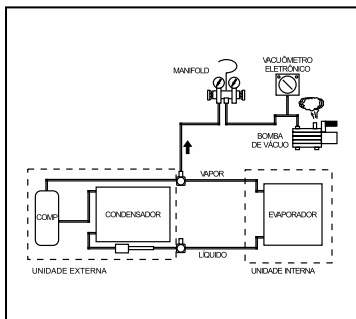 VACUÔMETRO
ELETRÔNICO
MANIFOLD
BOMBA
DE VÁCUO
VAPOR
COMP
CONDENSADOR
EVAPORADOR
LÍQUIDO
UNIDADE EXTERNA
UNIDADE INTERNA